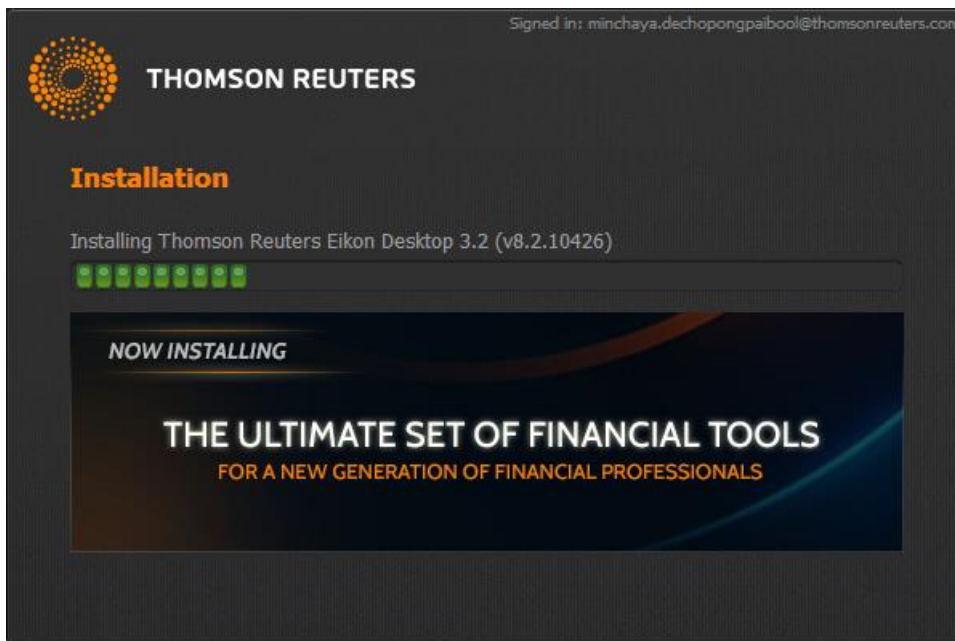 Signed in: minchaya.dechopongpaibool@thomsonreuters.com
THOMSON REUTERS
Installation
Installing Thomson Reuters Eikon Desktop 3.2 (v8.2.10426)
NOW INSTALLING
THE ULTIMATE SET OF FINANCIAL TOOLS
FOR A NEW GENERATION OF FINANCIAL PROFESSIONALS